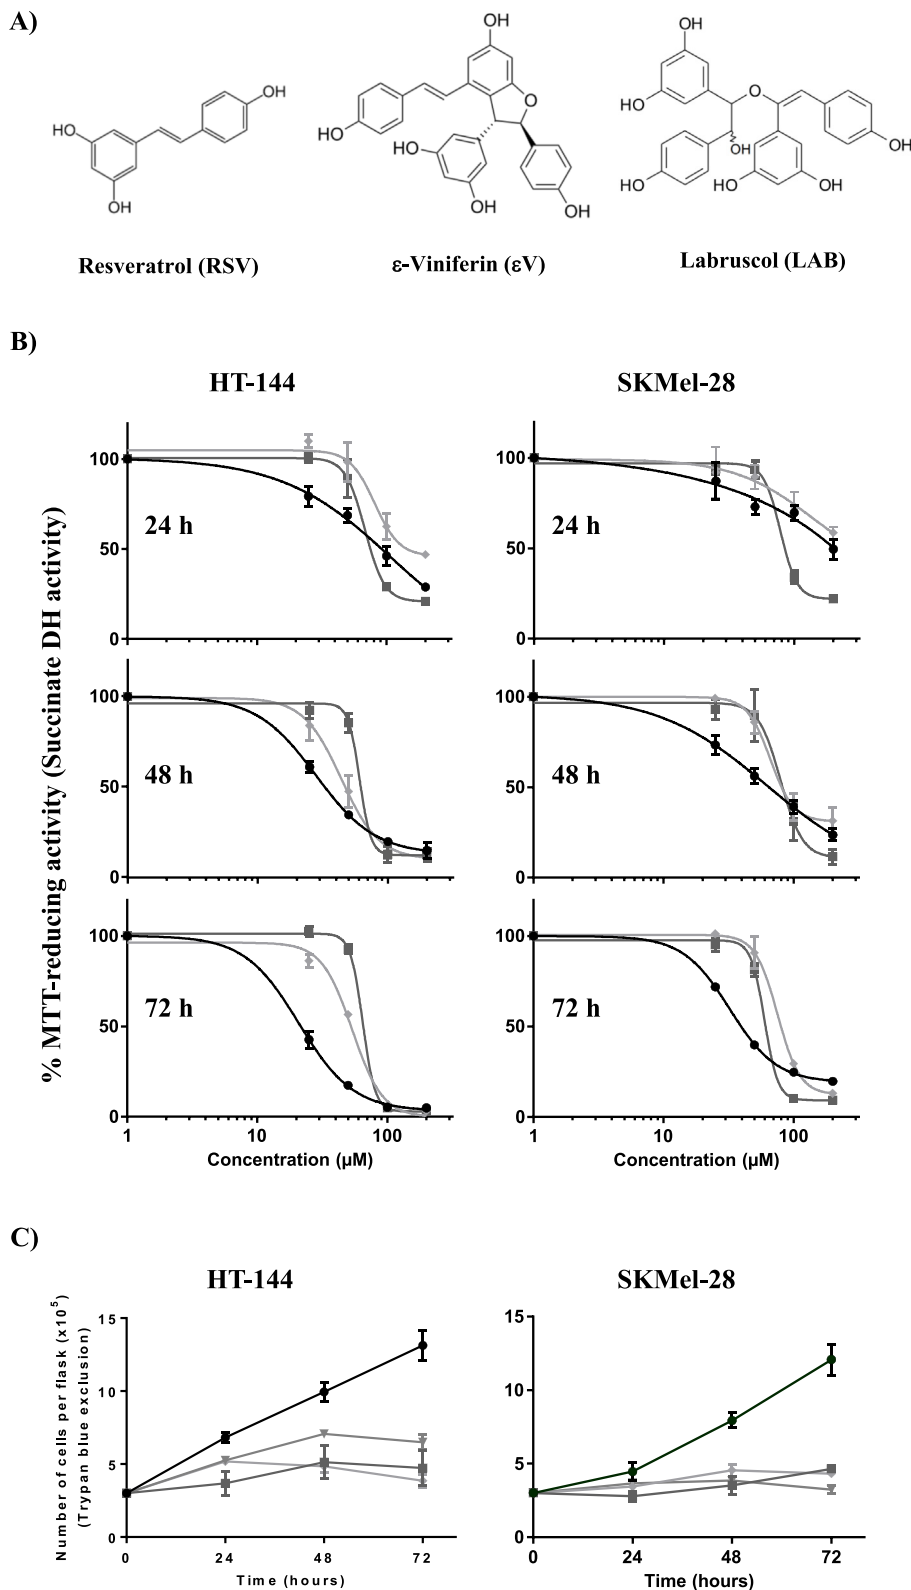 A)
OH
HO
OH
OH
HO
O
HO
OH
OH
OH
HO
O
OH
OH
HO
HO
OH
Resveratrol (RSV)
ε-Viniferin (εV)
Labruscol (LAB)
B)
HT-144
SKMel-28
% MTT-reducing activity (Succinate DH activity)
100
50
0
24 h
100
50
0
24 h
100
50
0
48 h
100
50
0
48 h
100
50
0
72 h
1 10 100
Concentration (µM)
100
50
0
72 h
1 10 100
Concentration (µM)
C)
HT-144
SKMel-28
Number of cells per flask (x10⁵)
(Trypan blue exclusion)
15
10
5
0
0 24 48 72
Time (hours)
15
10
5
0
0 24 48 72
Time (hours)